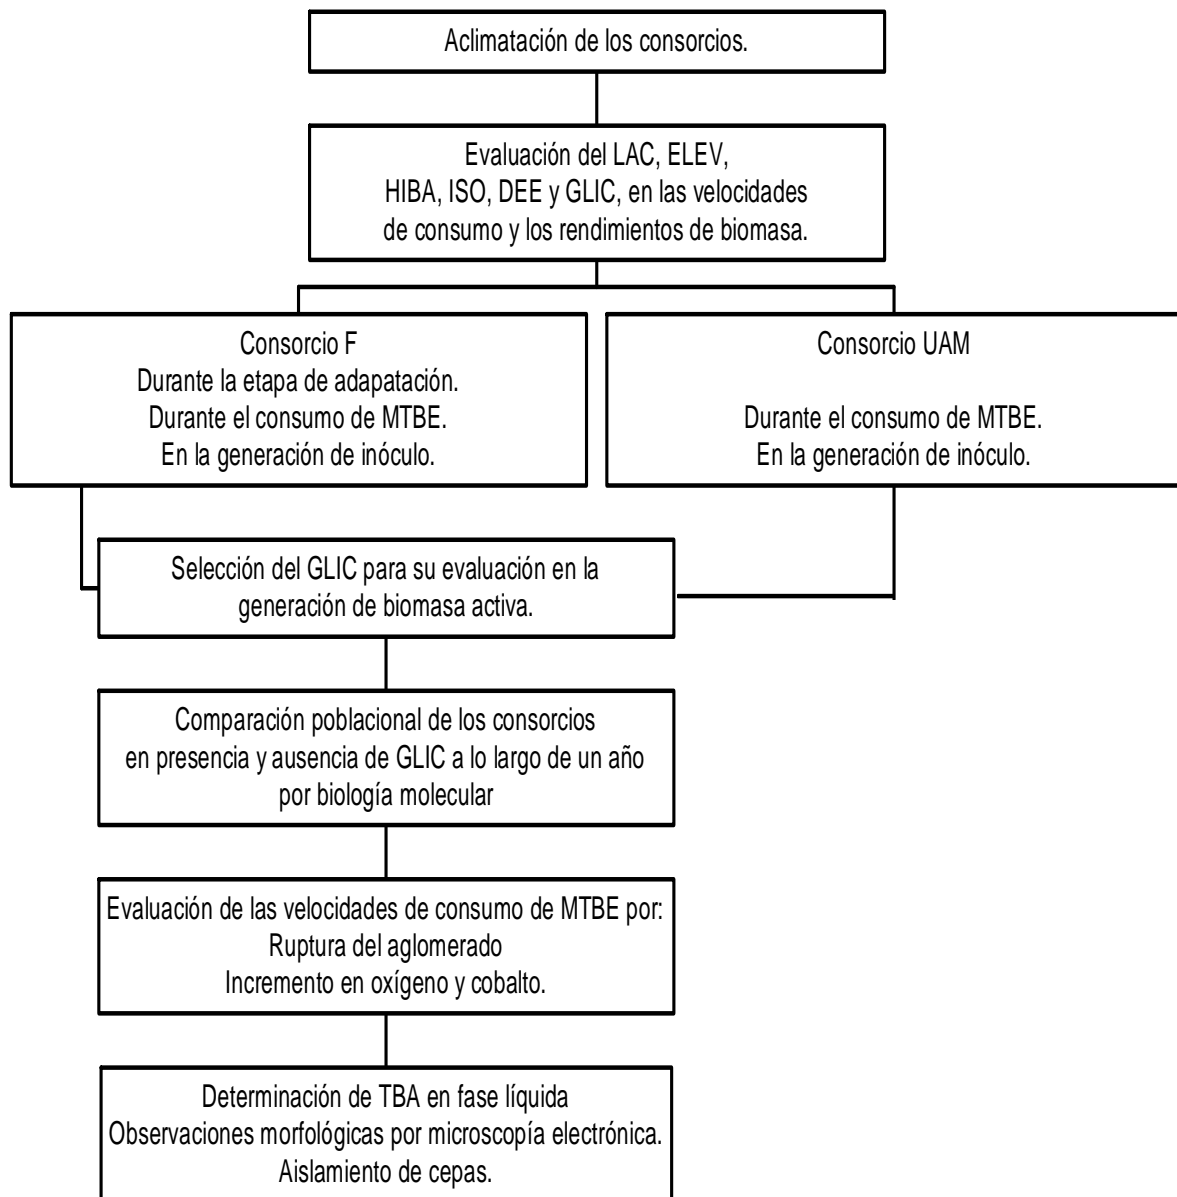 Aclimatación de los consorcios.
Evaluación del LAC, ELEV,
HIBA, ISO, DEE y GLIC, en las velocidades
de consumo y los rendimientos de biomasa.
Consorcio F
Durante la etapa de adapatación.
Durante el consumo de MTBE.
En la generación de inóculo.
Consorcio UAM
Durante el consumo de MTBE.
En la generación de inóculo.
Selección del GLIC para su evaluación en la
generación de biomasa activa.
Comparación poblacional de los consorcios
en presencia y ausencia de GLIC a lo largo de un año
por biología molecular
Evaluación de las velocidades de consumo de MTBE por:
Ruptura del aglomerado
Incremento en oxígeno y cobalto.
Determinación de TBA en fase líquida
Observaciones morfológicas por microscopía electrónica.
Aislamiento de cepas.